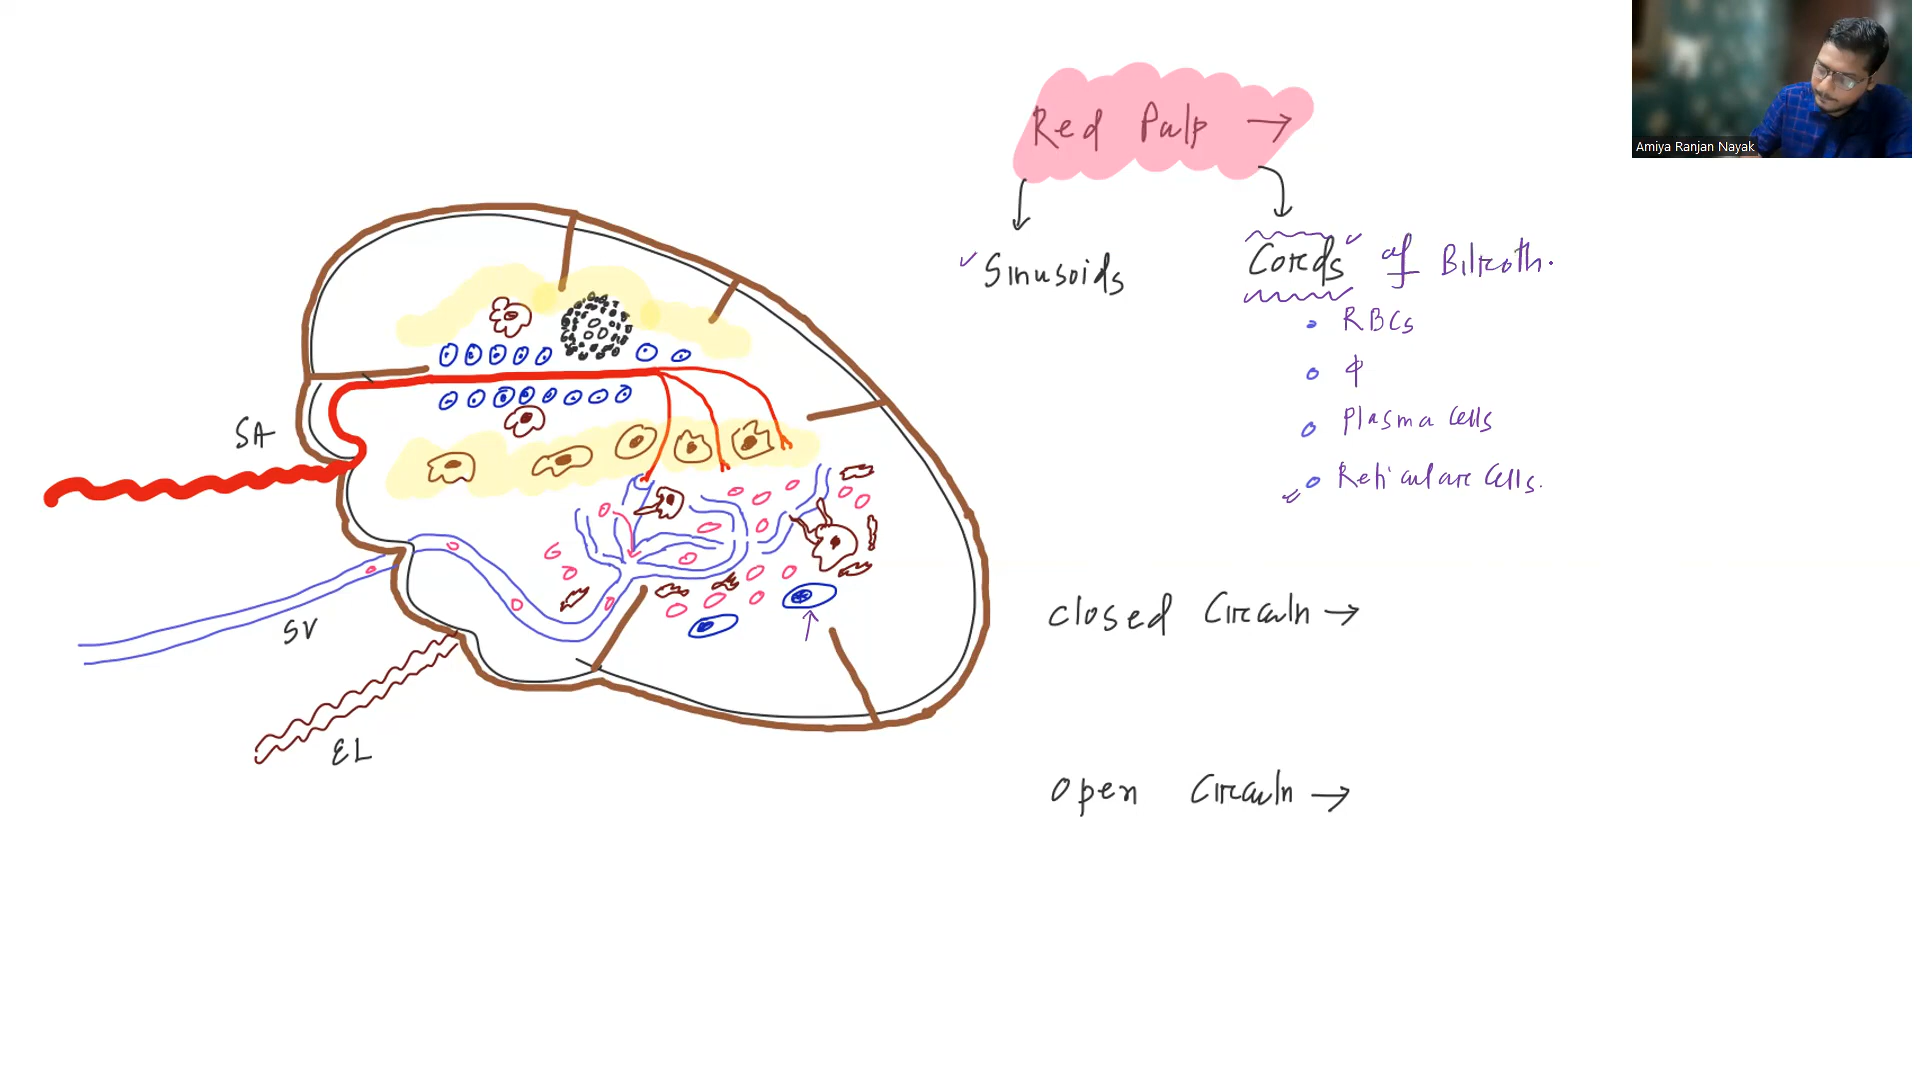 Amiya Ranjan Nayak
Red Pulp →
✓ Sinusoids
Cords ✓ of Bilroth.
RBCs
ɸ
Plasma Cells
Reticular Cells.
SA
SV
EL
Closed Circuln →
Open Circuln →